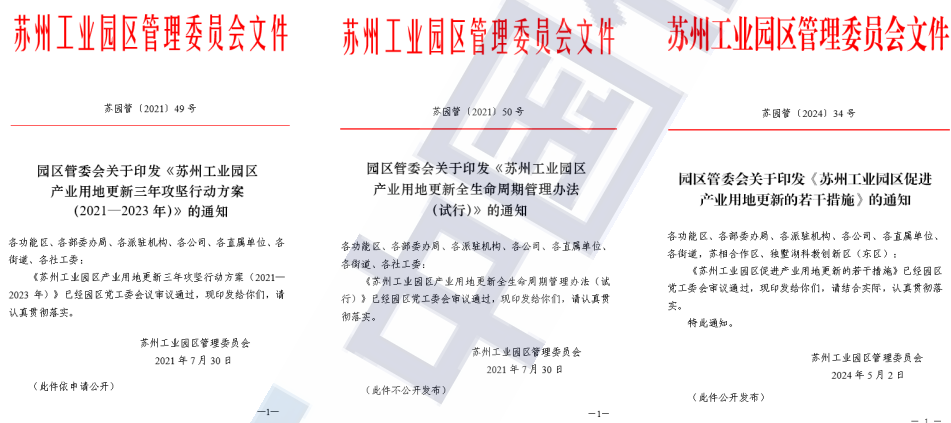 苏州工业园区管理委员会文件
苏园管〔2021〕49号
园区管委会关于印发《苏州工业园区
产业用地更新三年攻坚行动方案
（2021—2023年）》的通知
各功能区、各部委办局、各派驻机构、各公司、各直属单位、各
街道、各社工委：
《苏州工业园区产业用地更新三年攻坚行动方案（2021—
2023年）》已经园区党工委会议审议通过，现印发给你们，请
认真贯彻落实。
苏州工业园区管理委员会
2021年7月30日
（此件依申请公开）
—1—
苏州工业园区管理委员会文件
苏园管〔2021〕50号
园区管委会关于印发《苏州工业园区
产业用地更新全生命周期管理办法
（试行）》的通知
各功能区、各部委办局、各派驻机构、各公司、各直属单位、
各街道、各社工委：
《苏州工业园区产业用地更新全生命周期管理办法（试
行）》已经园区党工委审议通过，现印发给你们，请认真贯
彻落实。
苏州工业园区管理委员会
2021年7月30日
（此件不公开发布）
—1—
苏州工业园区管理委员会文件
苏园管〔2024〕34号
园区管委会关于印发《苏州工业园区促进
产业用地更新的若干措施》的通知
各功能区、各部委办局、各派驻机构、各公司、各直属单位、
各街道，苏相合作区、独墅湖科教创新区（东区）：
《苏州工业园区促进产业用地更新的若干措施》已经园区
党工委会审议通过，现印发给你们，请结合实际，认真贯彻落
实。
特此通知。
苏州工业园区管理委员会
2024年5月2日
（此件公开发布）
— 1 —